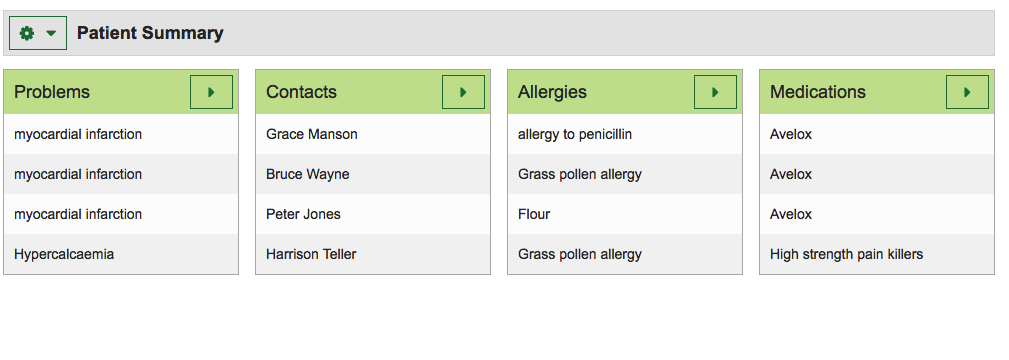 Patient Summary
Problems
myocardial infarction
myocardial infarction
myocardial infarction
Hypercalcaemia
Contacts
Grace Manson
Bruce Wayne
Peter Jones
Harrison Teller
Allergies
allergy to penicillin
Grass pollen allergy
Flour
Grass pollen allergy
Medications
Avelox
Avelox
Avelox
High strength pain killers